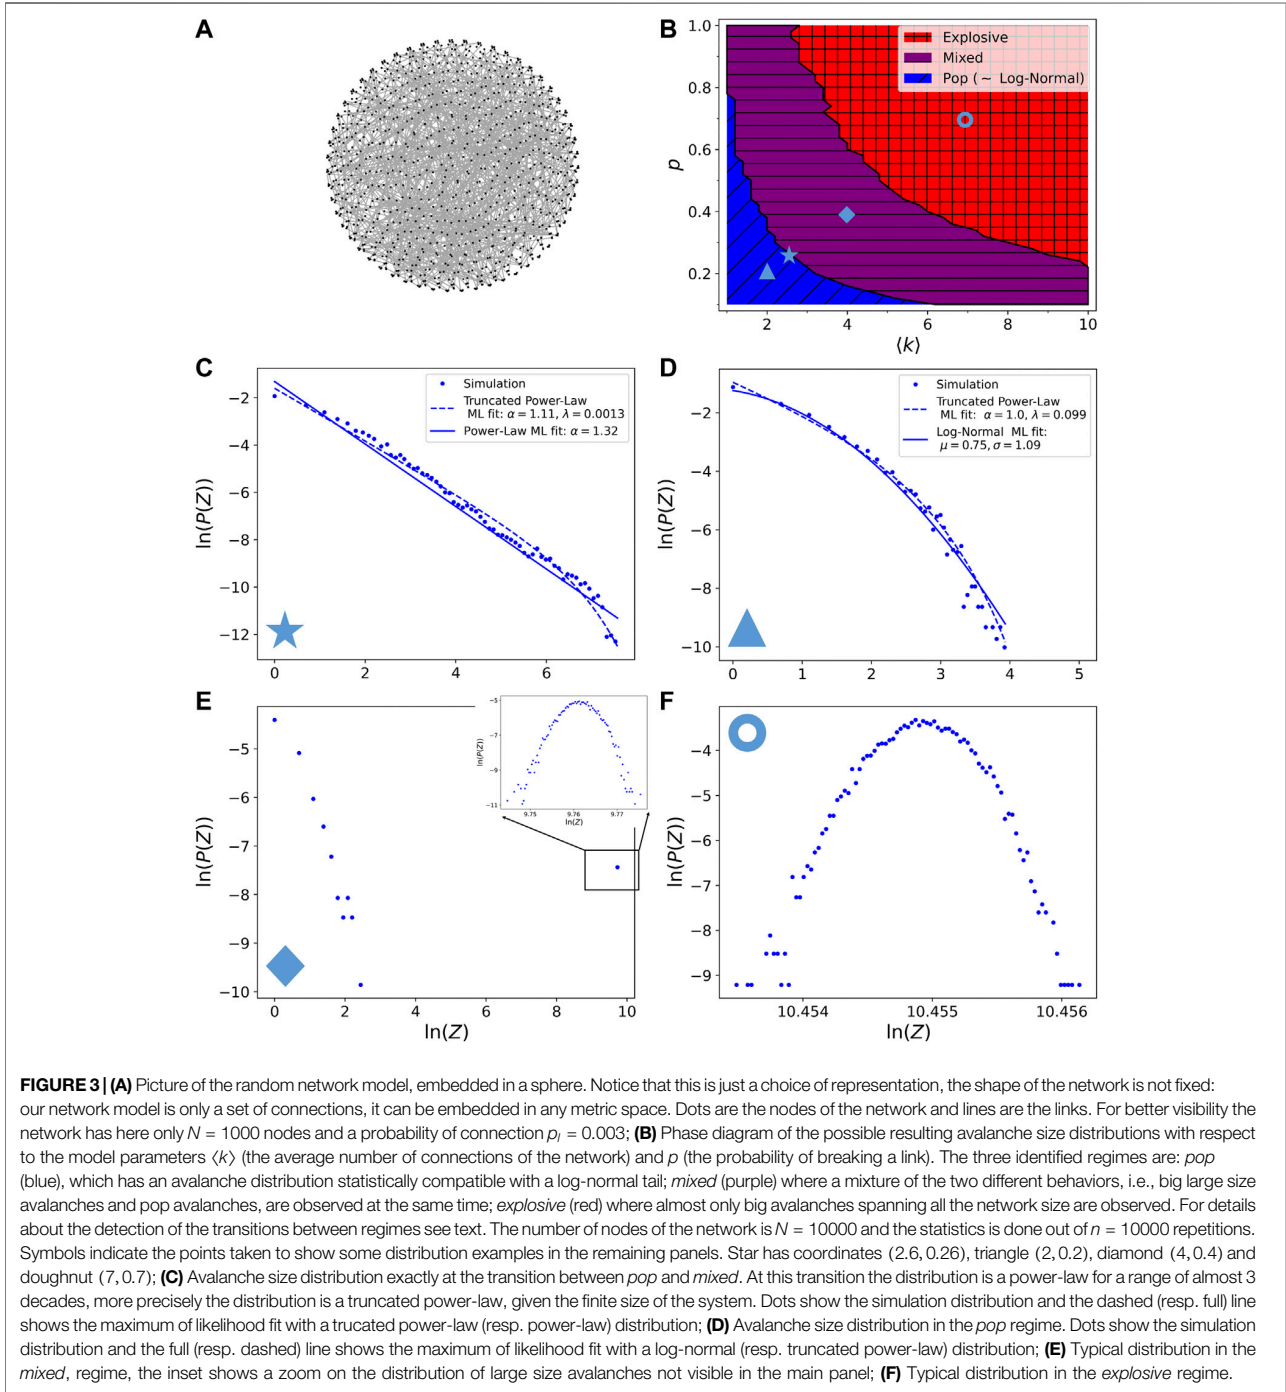 A
B
1.0
0.8
0.6
0.4
0.2
p
Explosive
Mixed
Pop ( ~ Log-Normal)
2 4 6 8 10
⟨k⟩
C
−2
−4
−6
−8
−10
−12
ln(P(Z))
Simulation
Truncated Power-Law
ML fit: α = 1.11, λ = 0.0013
Power-Law ML fit: α = 1.32
0 2 4 6
D
−2
−4
−6
−8
−10
ln(P(Z))
Simulation
Truncated Power-Law
ML fit: α = 1.0, λ = 0.099
Log-Normal ML fit:
μ = 0.75, σ = 1.09
0 1 2 3 4 5
E
−5
−6
−7
−8
−9
−10
ln(P(Z))
−5
−7
−9
−11
ln(P(Z))
9.75 9.76 9.77
ln(Z)
0 2 4 6 8 10
ln(Z)
F
−4
−5
−6
−7
−8
−9
ln(P(Z))
10.454 10.455 10.456
ln(Z)
FIGURE 3 | (A) Picture of the random network model, embedded in a sphere. Notice that this is just a choice of representation, the shape of the network is not fixed:
our network model is only a set of connections, it can be embedded in any metric space. Dots are the nodes of the network and lines are the links. For better visibility the
network has here only N = 1000 nodes and a probability of connection pₗ = 0.003; (B) Phase diagram of the possible resulting avalanche size distributions with respect
to the model parameters ⟨k⟩ (the average number of connections of the network) and p (the probability of breaking a link). The three identified regimes are: pop
(blue), which has an avalanche distribution statistically compatible with a log-normal tail; mixed (purple) where a mixture of the two different behaviors, i.e., big large size
avalanches and pop avalanches, are observed at the same time; explosive (red) where almost only big avalanches spanning all the network size are observed. For details
about the detection of the transitions between regimes see text. The number of nodes of the network is N = 10000 and the statistics is done out of n = 10000 repetitions.
Symbols indicate the points taken to show some distribution examples in the remaining panels. Star has coordinates (2.6, 0.26), triangle (2, 0.2), diamond (4, 0.4) and
doughnut (7, 0.7); (C) Avalanche size distribution exactly at the transition between pop and mixed. At this transition the distribution is a power-law for a range of almost 3
decades, more precisely the distribution is a truncated power-law, given the finite size of the system. Dots show the simulation distribution and the dashed (resp. full) line
shows the maximum of likelihood fit with a trucated power-law (resp. power-law) distribution; (D) Avalanche size distribution in the pop regime. Dots show the simulation
distribution and the full (resp. dashed) line shows the maximum of likelihood fit with a log-normal (resp. truncated power-law) distribution; (E) Typical distribution in the
mixed, regime, the inset shows a zoom on the distribution of large size avalanches not visible in the main panel; (F) Typical distribution in the explosive regime.